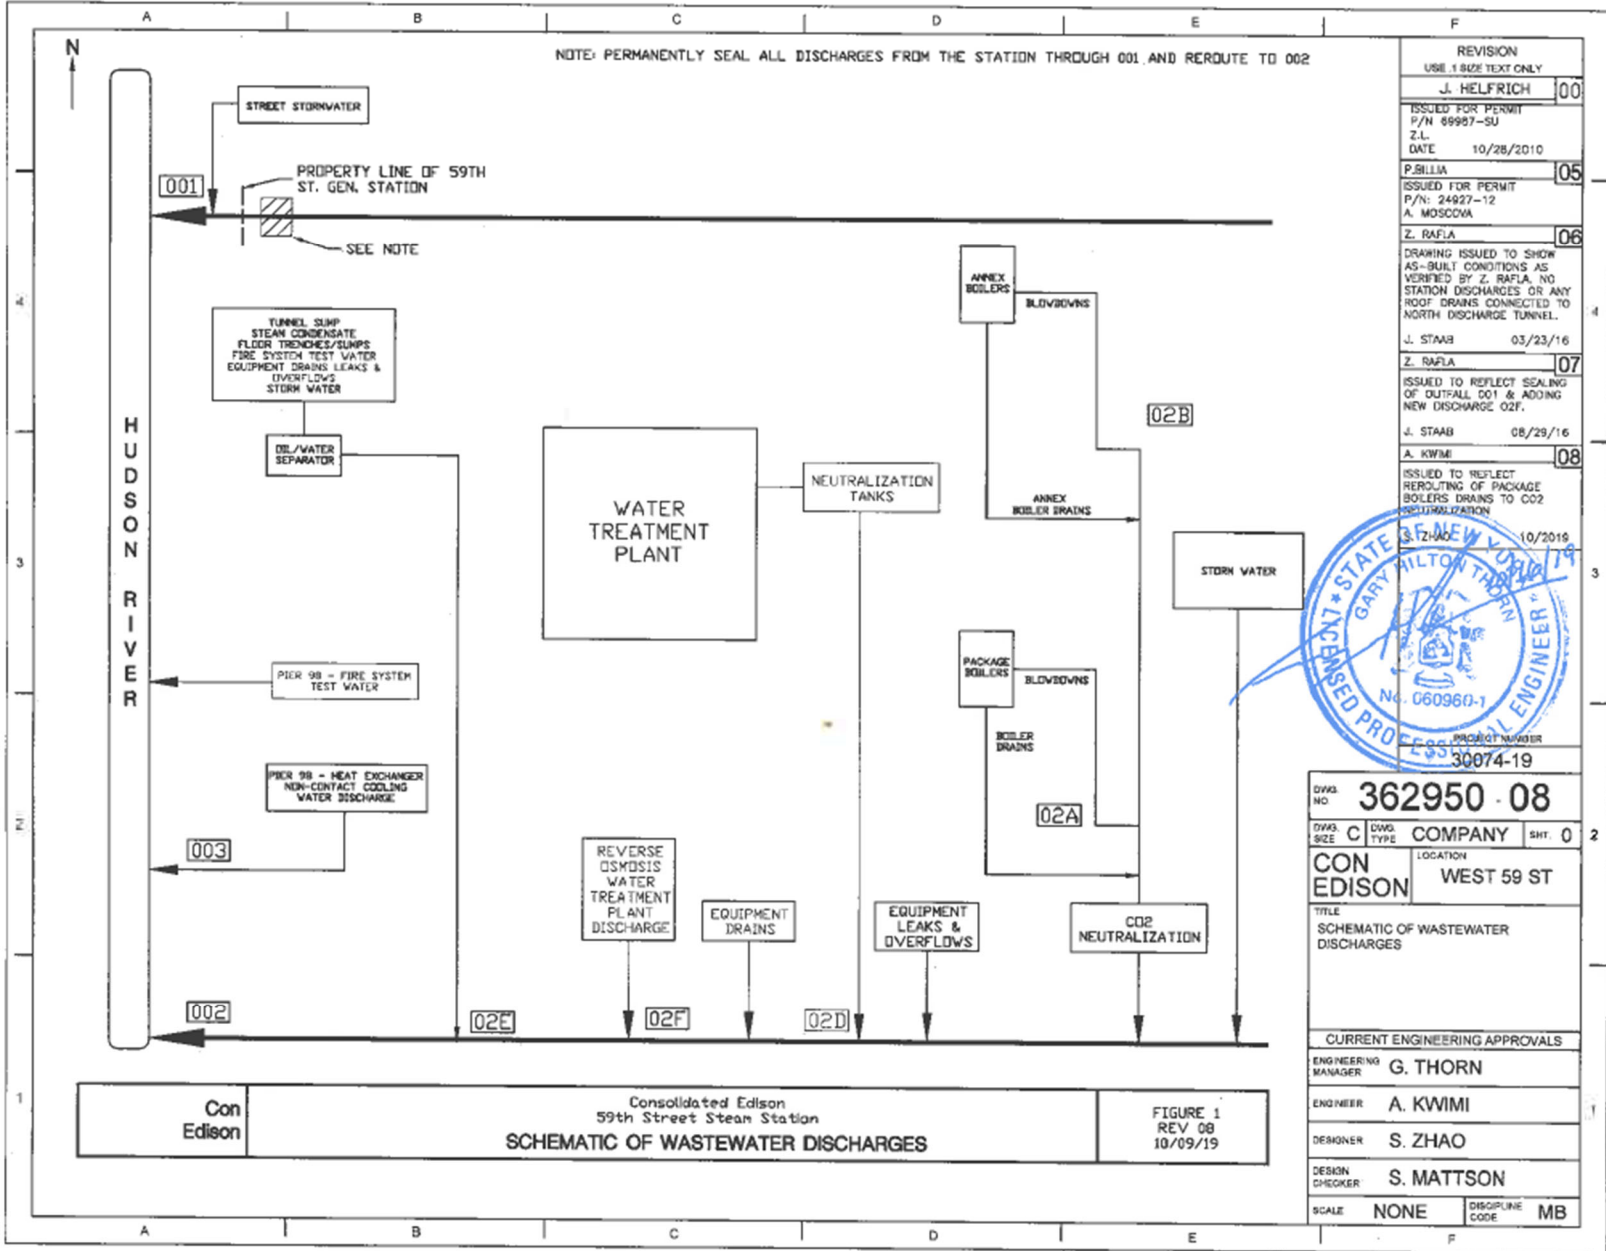 A B C D E F
N
NOTE: PERMANENTLY SEAL ALL DISCHARGES FROM THE STATION THROUGH 001 AND REROUTE TO 002
STREET STORMWATER
001
PROPERTY LINE OF 59TH
ST. GEN. STATION
SEE NOTE
ANNEX
BOILERS
BLOWDOWNS
TUNNEL SUMP
STEAM CONDENSATE
FLOOR TRENCHES/SUMPS
FIRE SYSTEM TEST WATER
EQUIPMENT DRAINS LEAKS &
OVERFLOWS
STORM WATER
HUDSON RIVER
OIL/WATER
SEPARATOR
02B
WATER
TREATMENT
PLANT
NEUTRALIZATION
TANKS
ANNEX
BOILER DRAINS
STORM WATER
PIER 98 - FIRE SYSTEM
TEST WATER
PACKAGE
BOILERS
BLOWDOWNS
BOILER
DRAINS
PIER 98 - HEAT EXCHANGER
NON-CONTACT COOLING
WATER DISCHARGE
003
02A
REVERSE
OSMOSIS
WATER
TREATMENT
PLANT
DISCHARGE
EQUIPMENT
DRAINS
EQUIPMENT
LEAKS &
OVERFLOWS
CO2
NEUTRALIZATION
002
02E
02F
02D
Con
Edison
Consolidated Edison
59th Street Steam Station
SCHEMATIC OF WASTEWATER DISCHARGES
FIGURE 1
REV 08
10/09/19
REVISION
USE .1 SIZE TEXT ONLY
J. HELFRICH 00
ISSUED FOR PERMIT
P/N 69967-SU
Z.L.
DATE 10/28/2010
P.BILLIA 05
ISSUED FOR PERMIT
P/N: 24927-12
A. MOSCOVA
Z. RAFLA 06
DRAWING ISSUED TO SHOW
AS-BUILT CONDITIONS AS
VERIFIED BY Z. RAFLA. NO
STATION DISCHARGES OR ANY
ROOF DRAINS CONNECTED TO
NORTH DISCHARGE TUNNEL.
J. STAAB 03/23/16
Z. RAFLA 07
ISSUED TO REFLECT SEALING
OF OUTFALL 001 & ADDING
NEW DISCHARGE 02F.
J. STAAB 08/29/16
A. KWIMI 08
ISSUED TO REFLECT
REROUTING OF PACKAGE
BOILERS DRAINS TO CO2
NEUTRALIZATION
S. ZHAO 10/2019
STATE OF NEW YORK
GARY HILTON THORN
No. 060960-1
LICENSED PROFESSIONAL ENGINEER
PROJECT NUMBER
30074-19
DWG. NO. 362950 - 08
DWG. SIZE C DWG. TYPE COMPANY SHT. 0
CON
EDISON
LOCATION
WEST 59 ST
TITLE
SCHEMATIC OF WASTEWATER
DISCHARGES
CURRENT ENGINEERING APPROVALS
ENGINEERING MANAGER G. THORN
ENGINEER A. KWIMI
DESIGNER S. ZHAO
DESIGN CHECKER S. MATTSON
SCALE NONE DISCIPLINE CODE MB
4
3
3
2
1
A B C D E F